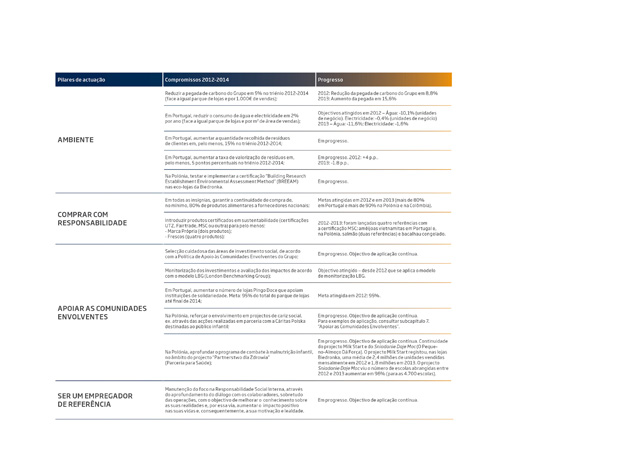 Pilares de actuação
Compromissos 2012-2014
Progresso
AMBIENTE
Reduzir a pegada de carbono do Grupo em 5% no triénio 2012-2014
(face a igual parque de lojas e por 1.000€ de vendas)
2012: Redução da pegada de carbono do Grupo em 8,8%
2013: Aumento da pegada em 15,6%
Em Portugal, reduzir o consumo de água e electricidade em 2%
por ano (face a igual parque de lojas e por m² de área de vendas);
Objectivos atingidos em 2012 – Água: -10,1% (unidades
de negócio). Electricidade: -0,4% (unidades de negócio).
2013 – Água: -11,6%; Electricidade: -1,6%
Em Portugal, aumentar a quantidade recolhida de resíduos
de clientes em, pelo menos, 15% no triénio 2012-2014;
Em progresso.
Em Portugal, aumentar a taxa de valorização de resíduos em,
pelo menos, 5 pontos percentuais no triénio 2012-2014;
Em progresso. 2012: +4 p.p.
2013: -1,8 p.p.
Na Polónia, testar e implementar a certificação "Building Research
Establishment Environmental Assessment Method" (BREEAM)
nas eco-lojas da Biedronka.
Em progresso.
COMPRAR COM
RESPONSABILIDADE
Em todas as insígnias, garantir a continuidade de compra de,
no mínimo, 80% de produtos alimentares a fornecedores nacionais;
Metas atingidas em 2012 e em 2013 (mais de 80%
em Portugal e mais de 90% na Polónia e na Colômbia).
Introduzir produtos certificados em sustentabilidade (certificações
UTZ, Fairtrade, MSC ou outra) para pelo menos:
- Marca Própria (dois produtos);
- Frescos (quatro produtos).
2012-2013: foram lançadas quatro referências com
a certificação MSC: amêijoas vietnamitas em Portugal e,
na Polónia, salmão (duas referências) e bacalhau congelado.
APOIAR AS COMUNIDADES
ENVOLVENTES
Selecção cuidadosa das áreas de investimento social, de acordo
com a Política de Apoio às Comunidades Envolventes do Grupo;
Em progresso. Objectivo de aplicação contínua.
Monitorização dos investimentos e avaliação dos impactos de acordo
com o modelo LBG (London Benchmarking Group);
Objectivo atingido – desde 2012 que se aplica o modelo
de monitorização LBG.
Em Portugal, aumentar o número de lojas Pingo Doce que apoiam
instituições de solidariedade. Meta: 95% do total do parque de lojas
até final de 2014;
Meta atingida em 2012: 99%.
Na Polónia, reforçar o envolvimento em projectos de cariz social,
ex. através das acções realizadas em parceria com a Cáritas Polska
destinadas ao público infantil
Em progresso. Objectivo de aplicação contínua.
Para exemplos de aplicação, consultar subcapítulo 7.
"Apoiar às Comunidades Envolventes".
Na Polónia, aprofundar o programa de combate à malnutrição infantil,
no âmbito do projecto "Partnerstwo dla Zdrowia"
(Parceria para Saúde);
Em progresso. Objectivo de aplicação contínua. Continuidade
do projecto Milk Start e do Śniadanie Daje Moc (O Peque-
no-Almoço Dá Força). O projecto Milk Start registou, nas lojas
Biedronka, uma média de 2,4 milhões de unidades vendidas
mensalmente em 2012 e 1,8 milhões em 2013. O projecto
Śniadanie Daje Moc viu o número de escolas abrangidas entre
2012 e 2013 aumentar em 98% (para as 4.760 escolas).
SER UM EMPREGADOR
DE REFERÊNCIA
Manutenção do foco na Responsabilidade Social Interna, através
do aprofundamento do diálogo com os colaboradores, sobretudo
das operações, com o objectivo de melhorar o conhecimento sobre
as suas realidades e, por essa via, aumentar o impacto positivo
nas suas vidas e, consequentemente, a sua motivação e lealdade.
Em progresso. Objectivo de aplicação contínua.